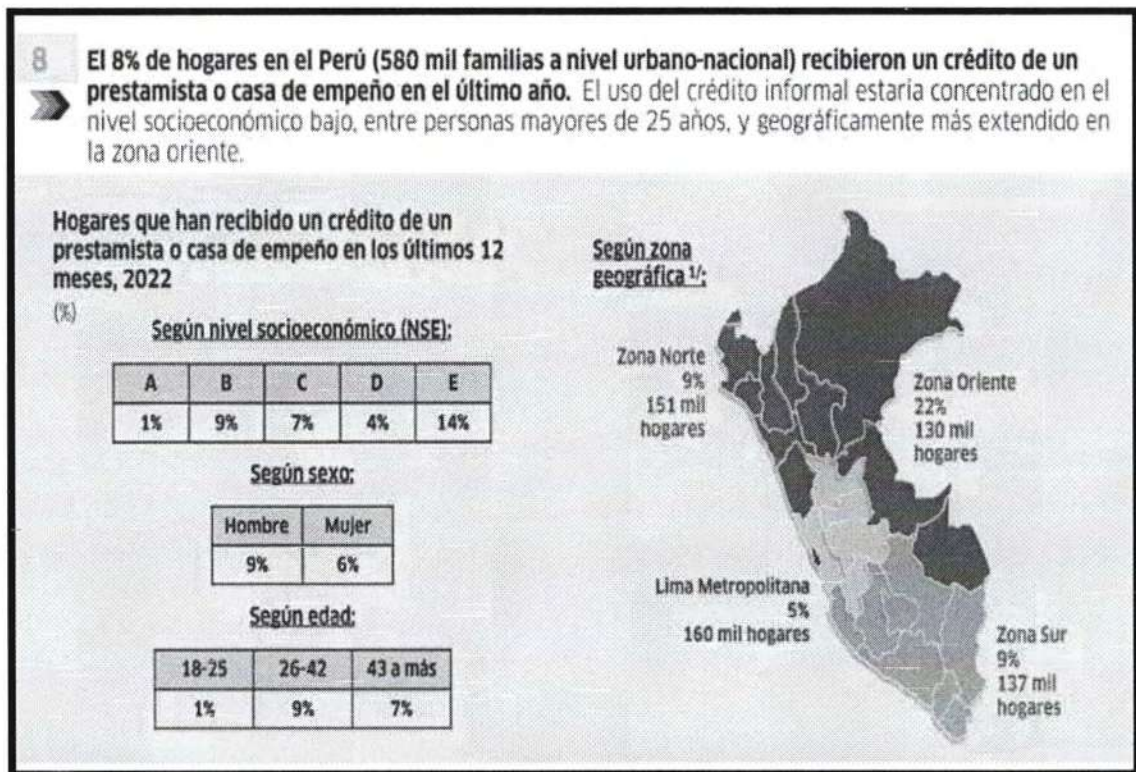 8
El 8% de hogares en el Perú (580 mil familias a nivel urbano-nacional) recibieron un crédito de un
prestamista o casa de empeño en el último año. El uso del crédito informal estaría concentrado en el
nivel socioeconómico bajo, entre personas mayores de 25 años, y geográficamente más extendido en
la zona oriente.
Hogares que han recibido un crédito de un
prestamista o casa de empeño en los últimos 12
meses, 2022
(%)
Según nivel socioeconómico (NSE):
A B C D E
1% 9% 7% 4% 14%
Según sexo:
Hombre Mujer
9% 6%
Según edad:
18-25 26-42 43 a más
1% 9% 7%
Según zona
geográfica 1/:
Zona Norte
9%
151 mil
hogares
Zona Oriente
22%
130 mil
hogares
Lima Metropolitana
5%
160 mil hogares
Zona Sur
9%
137 mil
hogares